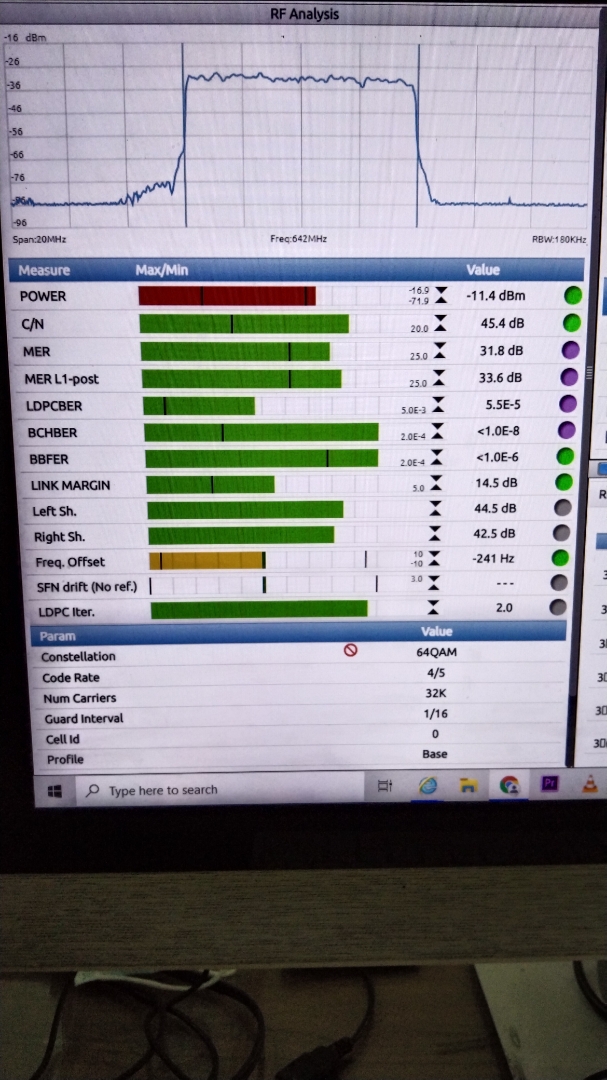 RF Analysis
-16 dBm
-26
-36
-46
-56
-66
-76
-96
Span:20MHz Freq:642MHz RBW:180KHz
Measure Max/Min Value
POWER -16.9 -71.9 -11.4 dBm
C/N 20.0 45.4 dB
MER 25.0 31.8 dB
MER L1-post 25.0 33.6 dB
LDPCBER 5.0E-3 5.5E-5
BCHBER 2.0E-4 <1.0E-8
BBFER 2.0E-4 <1.0E-6
LINK MARGIN 5.0 14.5 dB
Left Sh. 44.5 dB
Right Sh. 42.5 dB
Freq. Offset 10 -10 -241 Hz
SFN drift (No ref.) 3.0 ---
LDPC Iter. 2.0
Param Value
Constellation 64QAM
Code Rate 4/5
Num Carriers 32K
Guard Interval 1/16
Cell Id 0
Profile Base
Type here to search Pr